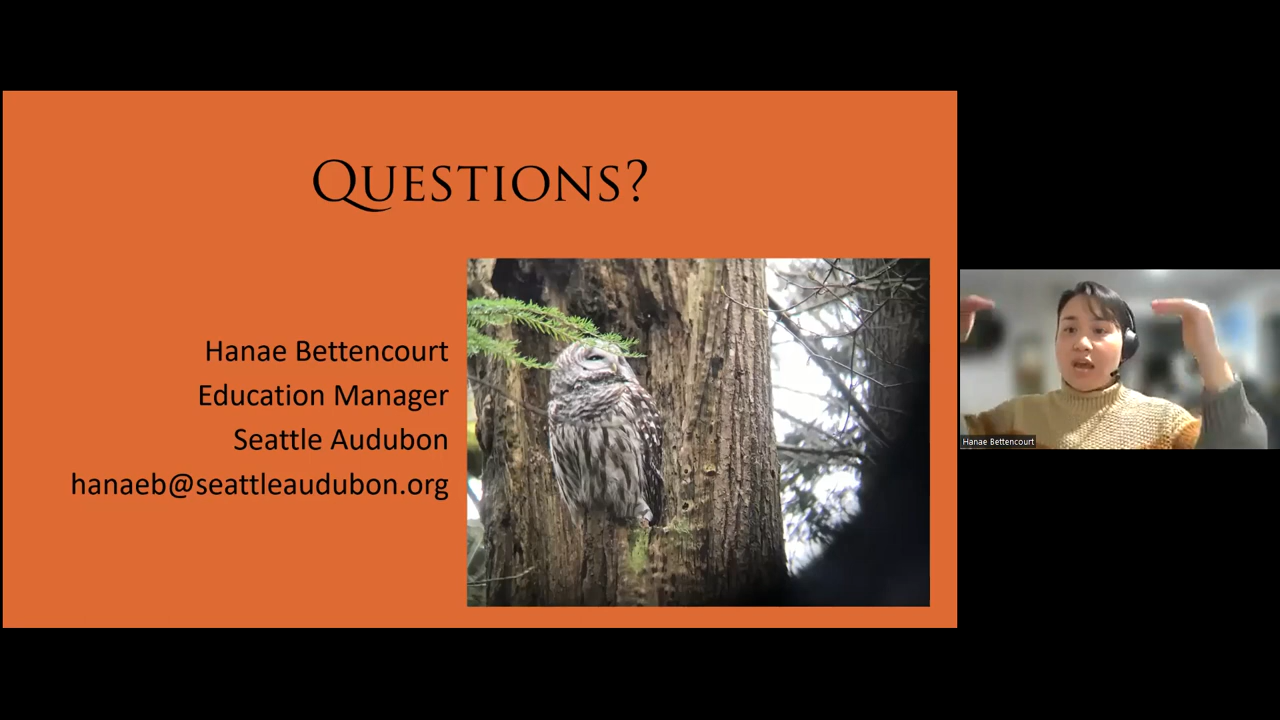 QUESTIONS?
Hanae Bettencourt
Education Manager
Seattle Audubon
hanaeb@seattleaudubon.org
Hanae Bettencourt